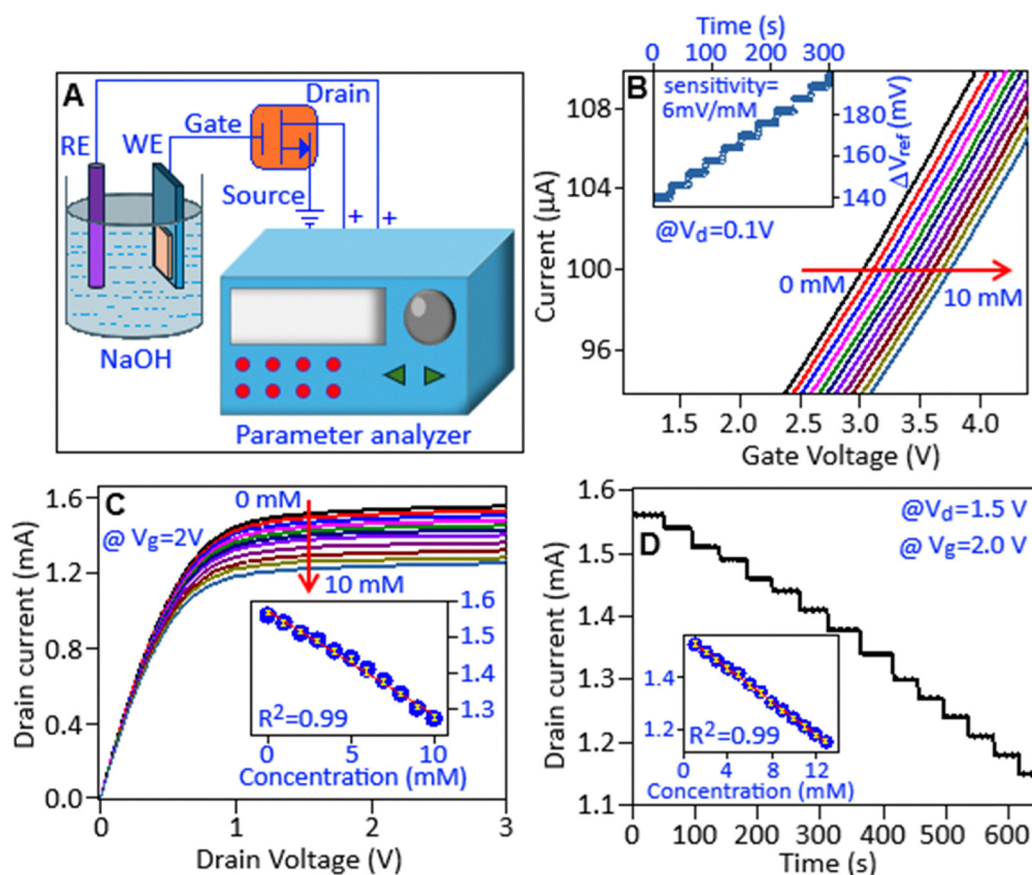 A
Drain
Gate
RE
WE
Source
+
+
NaOH
Parameter analyzer
Time (s)
0 100 200 300
B
sensitivity=
6mV/mM
180
160
140
ΔVref (mV)
@Vd=0.1V
0 mM
10 mM
108
104
100
96
Current (μA)
1.5 2.0 2.5 3.0 3.5 4.0
Gate Voltage (V)
C
0 mM
@ Vg=2V
10 mM
1.6
1.2
0.8
0.4
0.0
Drain current (mA)
1.6
1.5
1.4
1.3
R2=0.99
0 5 10
Concentration (mM)
0 1 2 3
Drain Voltage (V)
@Vd=1.5 V
@ Vg=2.0 V
D
1.6
1.5
1.4
1.3
1.2
1.1
Drain current (mA)
1.4
1.2
R2=0.99
0 4 8 12
Concentration (mM)
0 100 200 300 400 500 600
Time (s)